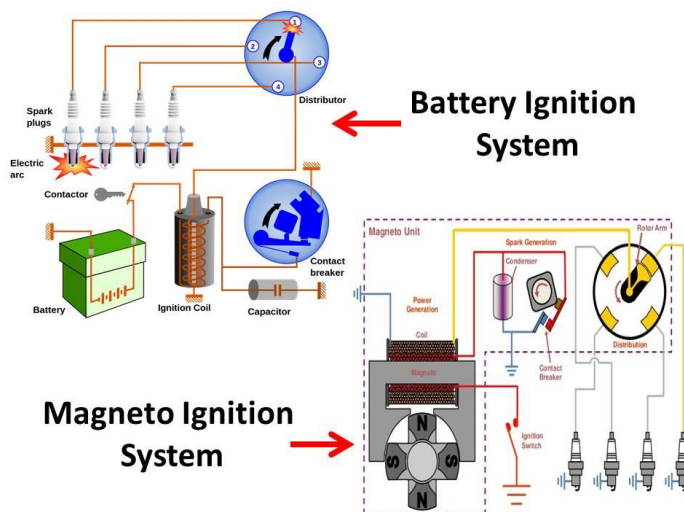 1
2
3
4
Distributor
Spark
plugs
Electric
arc
Contactor
Battery
Ignition Coil
Capacitor
Contact
breaker
Battery Ignition
System
Magneto Unit
Spark Generation
Rotor Arm
Condenser
Power
Generation
Coil
Distribution
Contact
Breaker
Magneto
Ignition
Switch
N
S
S
N
Magneto Ignition
System